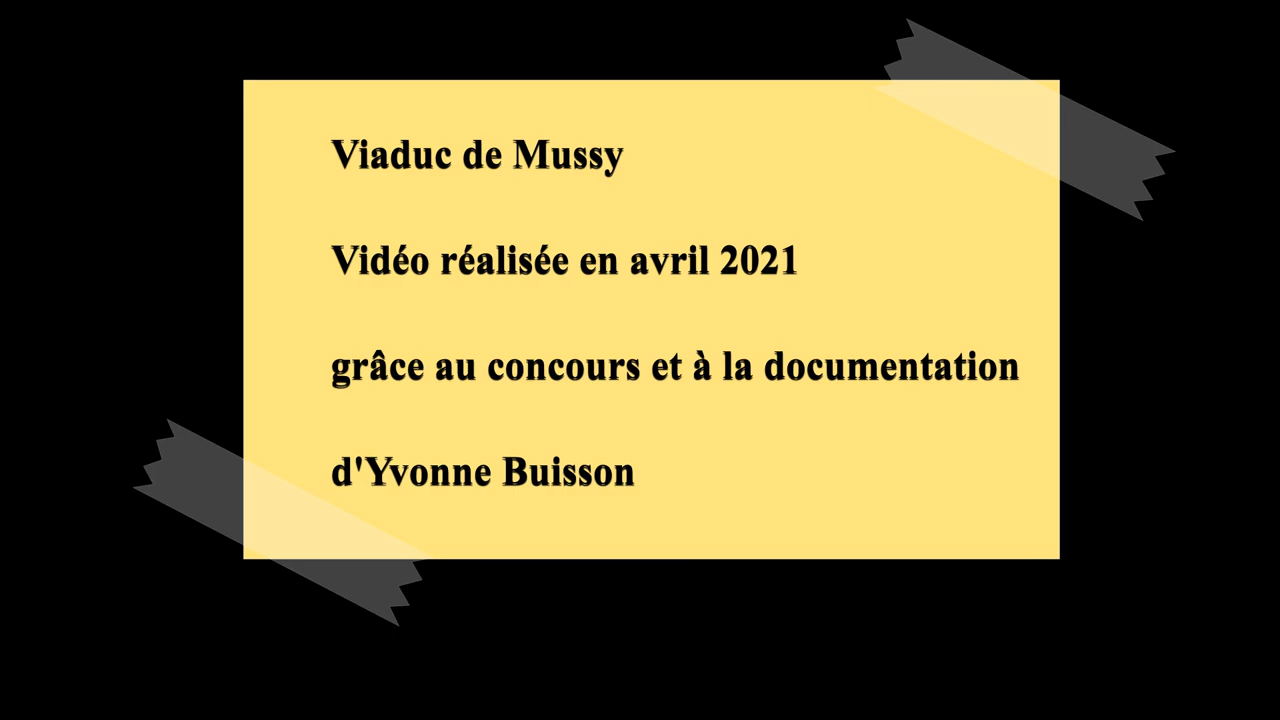 Viaduc de Mussy
Vidéo réalisée en avril 2021
grâce au concours et à la documentation
d'Yvonne Buisson